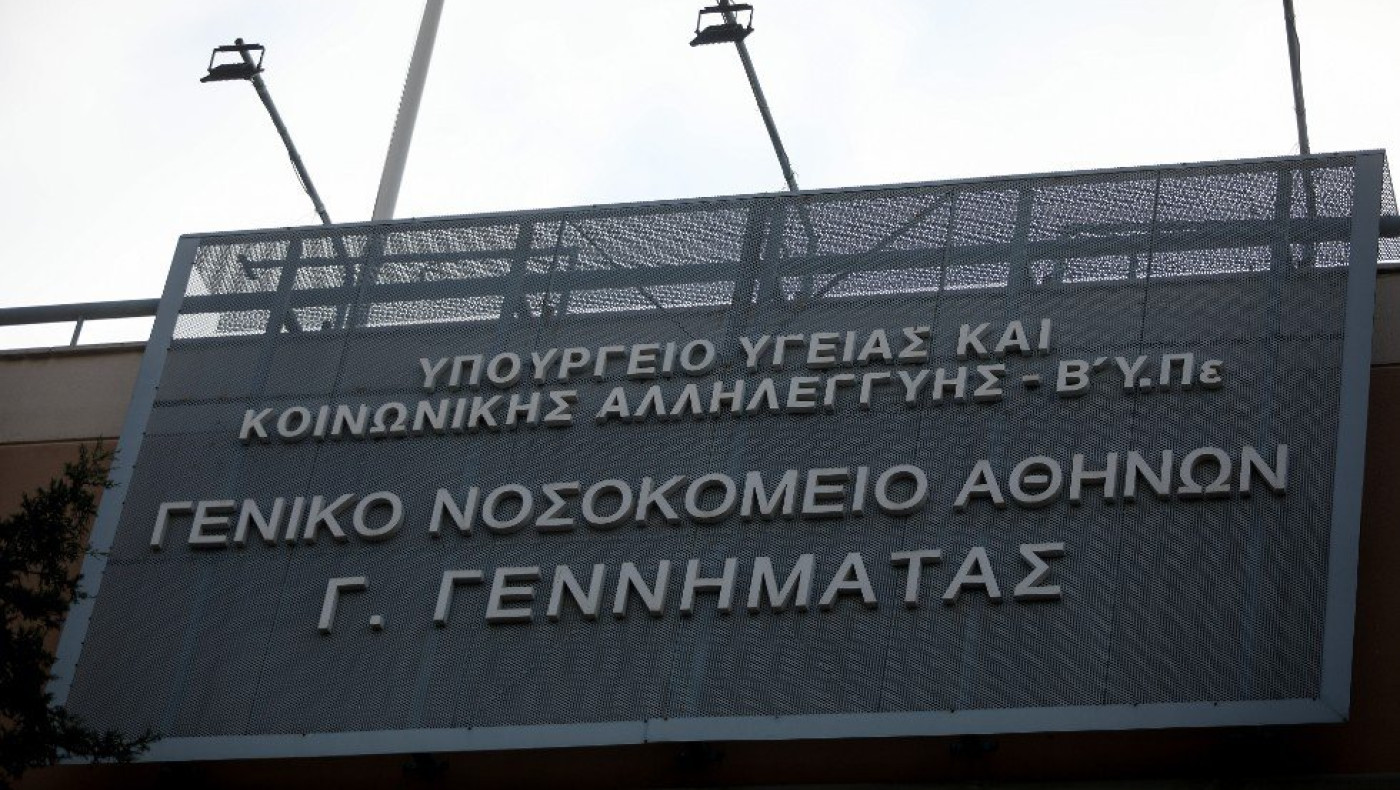 ΥΠΟΥΡΓΕΙΟ ΥΓΕΙΑΣ ΚΑΙ
ΚΟΙΝΩΝΙΚΗΣ ΑΛΛΗΛΕΓΓΥΗΣ - Β΄Υ.Πε
ΓΕΝΙΚΟ ΝΟΣΟΚΟΜΕΙΟ ΑΘΗΝΩΝ
Γ. ΓΕΝΝΗΜΑΤΑΣ